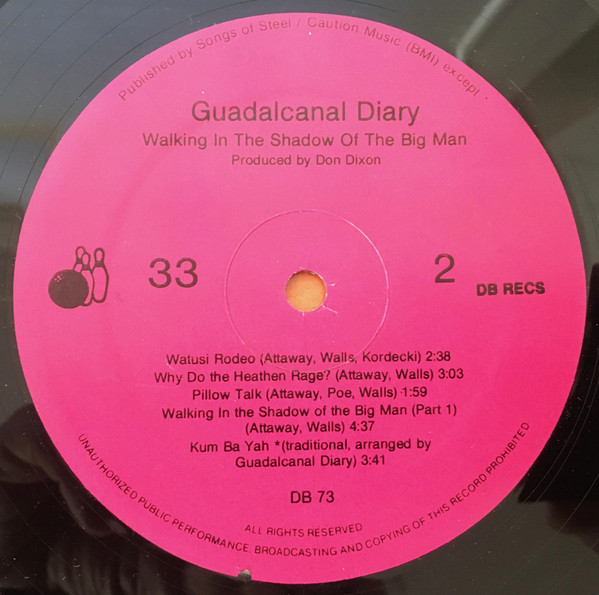 Published by Songs of Steel / Caution Music (BMI) except *
Guadalcanal Diary
Walking In The Shadow Of The Big Man
Produced by Don Dixon
33
2
DB RECS
Watusi Rodeo (Attaway, Walls, Kordecki) 2:38
Why Do the Heathen Rage? (Attaway, Walls) 3:03
Pillow Talk (Attaway, Poe, Walls) 1:59
Walking In the Shadow of the Big Man (Part 1)
(Attaway, Walls) 4:37
Kum Ba Yah *(traditional, arranged by
Guadalcanal Diary) 3:41
DB 73
ALL RIGHTS RESERVED
UNAUTHORIZED PUBLIC PERFORMANCE, BROADCASTING AND COPYING OF THIS RECORD PROHIBITED